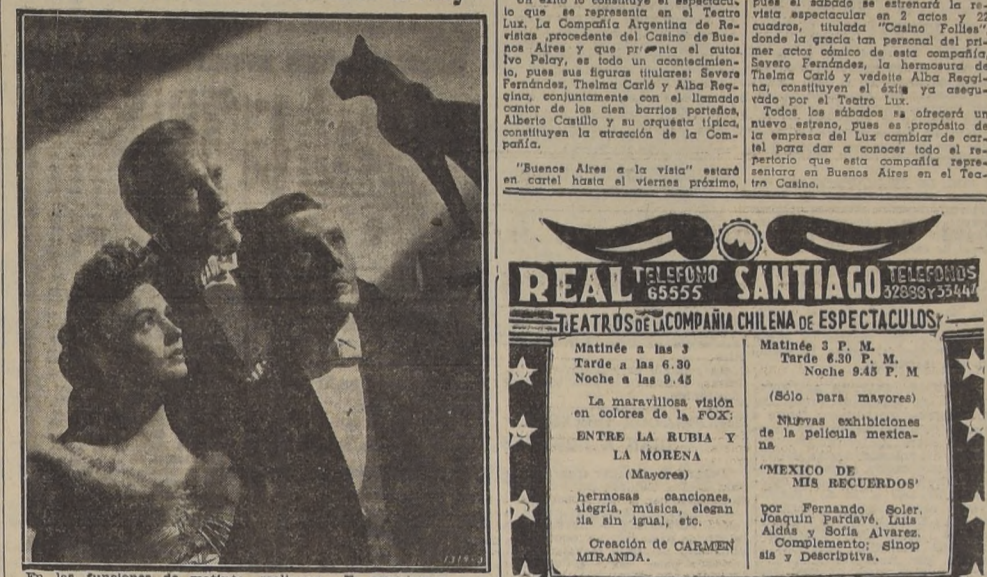 Un éxito lo constituye el espectácu-
lo que se representa en el Teatro
Lux. La Compañía Argentina de Re-
vistas ,procedente del Casino de Bue-
nos Aires y que presenta el autor
Ivo Pelay, es todo un acontecimien-
to, pues sus figuras titulares: Severo
Fernández, Thelma Carló y Alba Reg-
gina, conjuntamente con el llamado
cantor de los cien barrios porteños,
Alberto Castillo y su orquesta típica,
constituyen la atracción de la Com-
pañía.
"Buenos Aires a la vista" estará
en cartel hasta el viernes próximo,
pues el sábado se estrenará la re-
vista espectacular en 2 actos y 22
cuadros, titulada "Casino Follies"
donde la gracia tan personal del pri-
mer actor cómico de esta compañía,
Severo Fernández, la hermosura de
Thelma Carló y vedette Alba Reggi-
na, constituyen el éxito ya asegu-
rado por el Teatro Lux.
Todos los sábados se ofrecerá un
nuevo estreno, pues es propósito de
la empresa del Lux cambiar de car-
tel para dar a conocer todo el re-
pertorio que esta compañía repre-
sentara en Buenos Aires en el Tea-
tro Casino.
REAL TELEFONO 65555
SANTIAGO TELEFONOS 32888 Y 33447
TEATROS DE LA COMPAÑIA CHILENA DE ESPECTACULOS
Matinée a las 3
Tarde a las 6.30
Noche a las 9.45
La maravillosa visión
en colores de la FOX:
ENTRE LA RUBIA Y
LA MORENA
(Mayores)
hermosas canciones,
alegría, música, elegan
cia sin igual, etc.
Creación de CARMEN
MIRANDA.
Matinée 3 P. M.
Tarde 6.30 P. M.
Noche 9.45 P. M
(Sólo para mayores)
Nuevas exhibiciones
de la película mexica-
na
"MEXICO DE
MIS RECUERDOS'
por Fernando Soler,
Joaquín Pardavé, Luis
Aldás y Sofía Alvarez.
Complemento; Sinop
sis y Descriptiva.
1319-3
En las funciones de